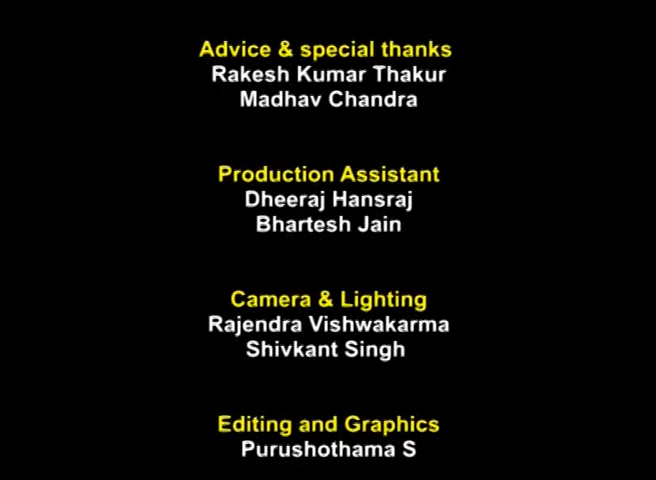 Advice & special thanks
Rakesh Kumar Thakur
Madhav Chandra
Production Assistant
Dheeraj Hansraj
Bhartesh Jain
Camera & Lighting
Rajendra Vishwakarma
Shivkant Singh
Editing and Graphics
Purushothama S